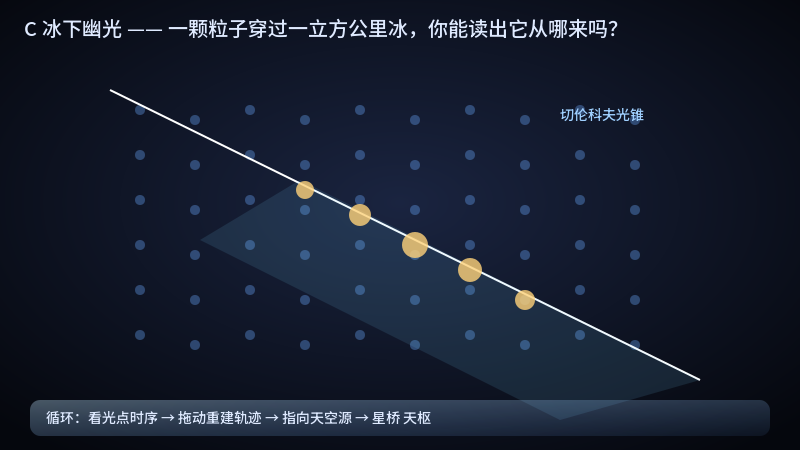 C 冰下幽光 —— 一颗粒子穿过一立方公里冰，你能读出它从哪来吗？
切伦科夫光锥
循环：看光点时序 → 拖动重建轨迹 → 指向天空源 → 星桥 天枢